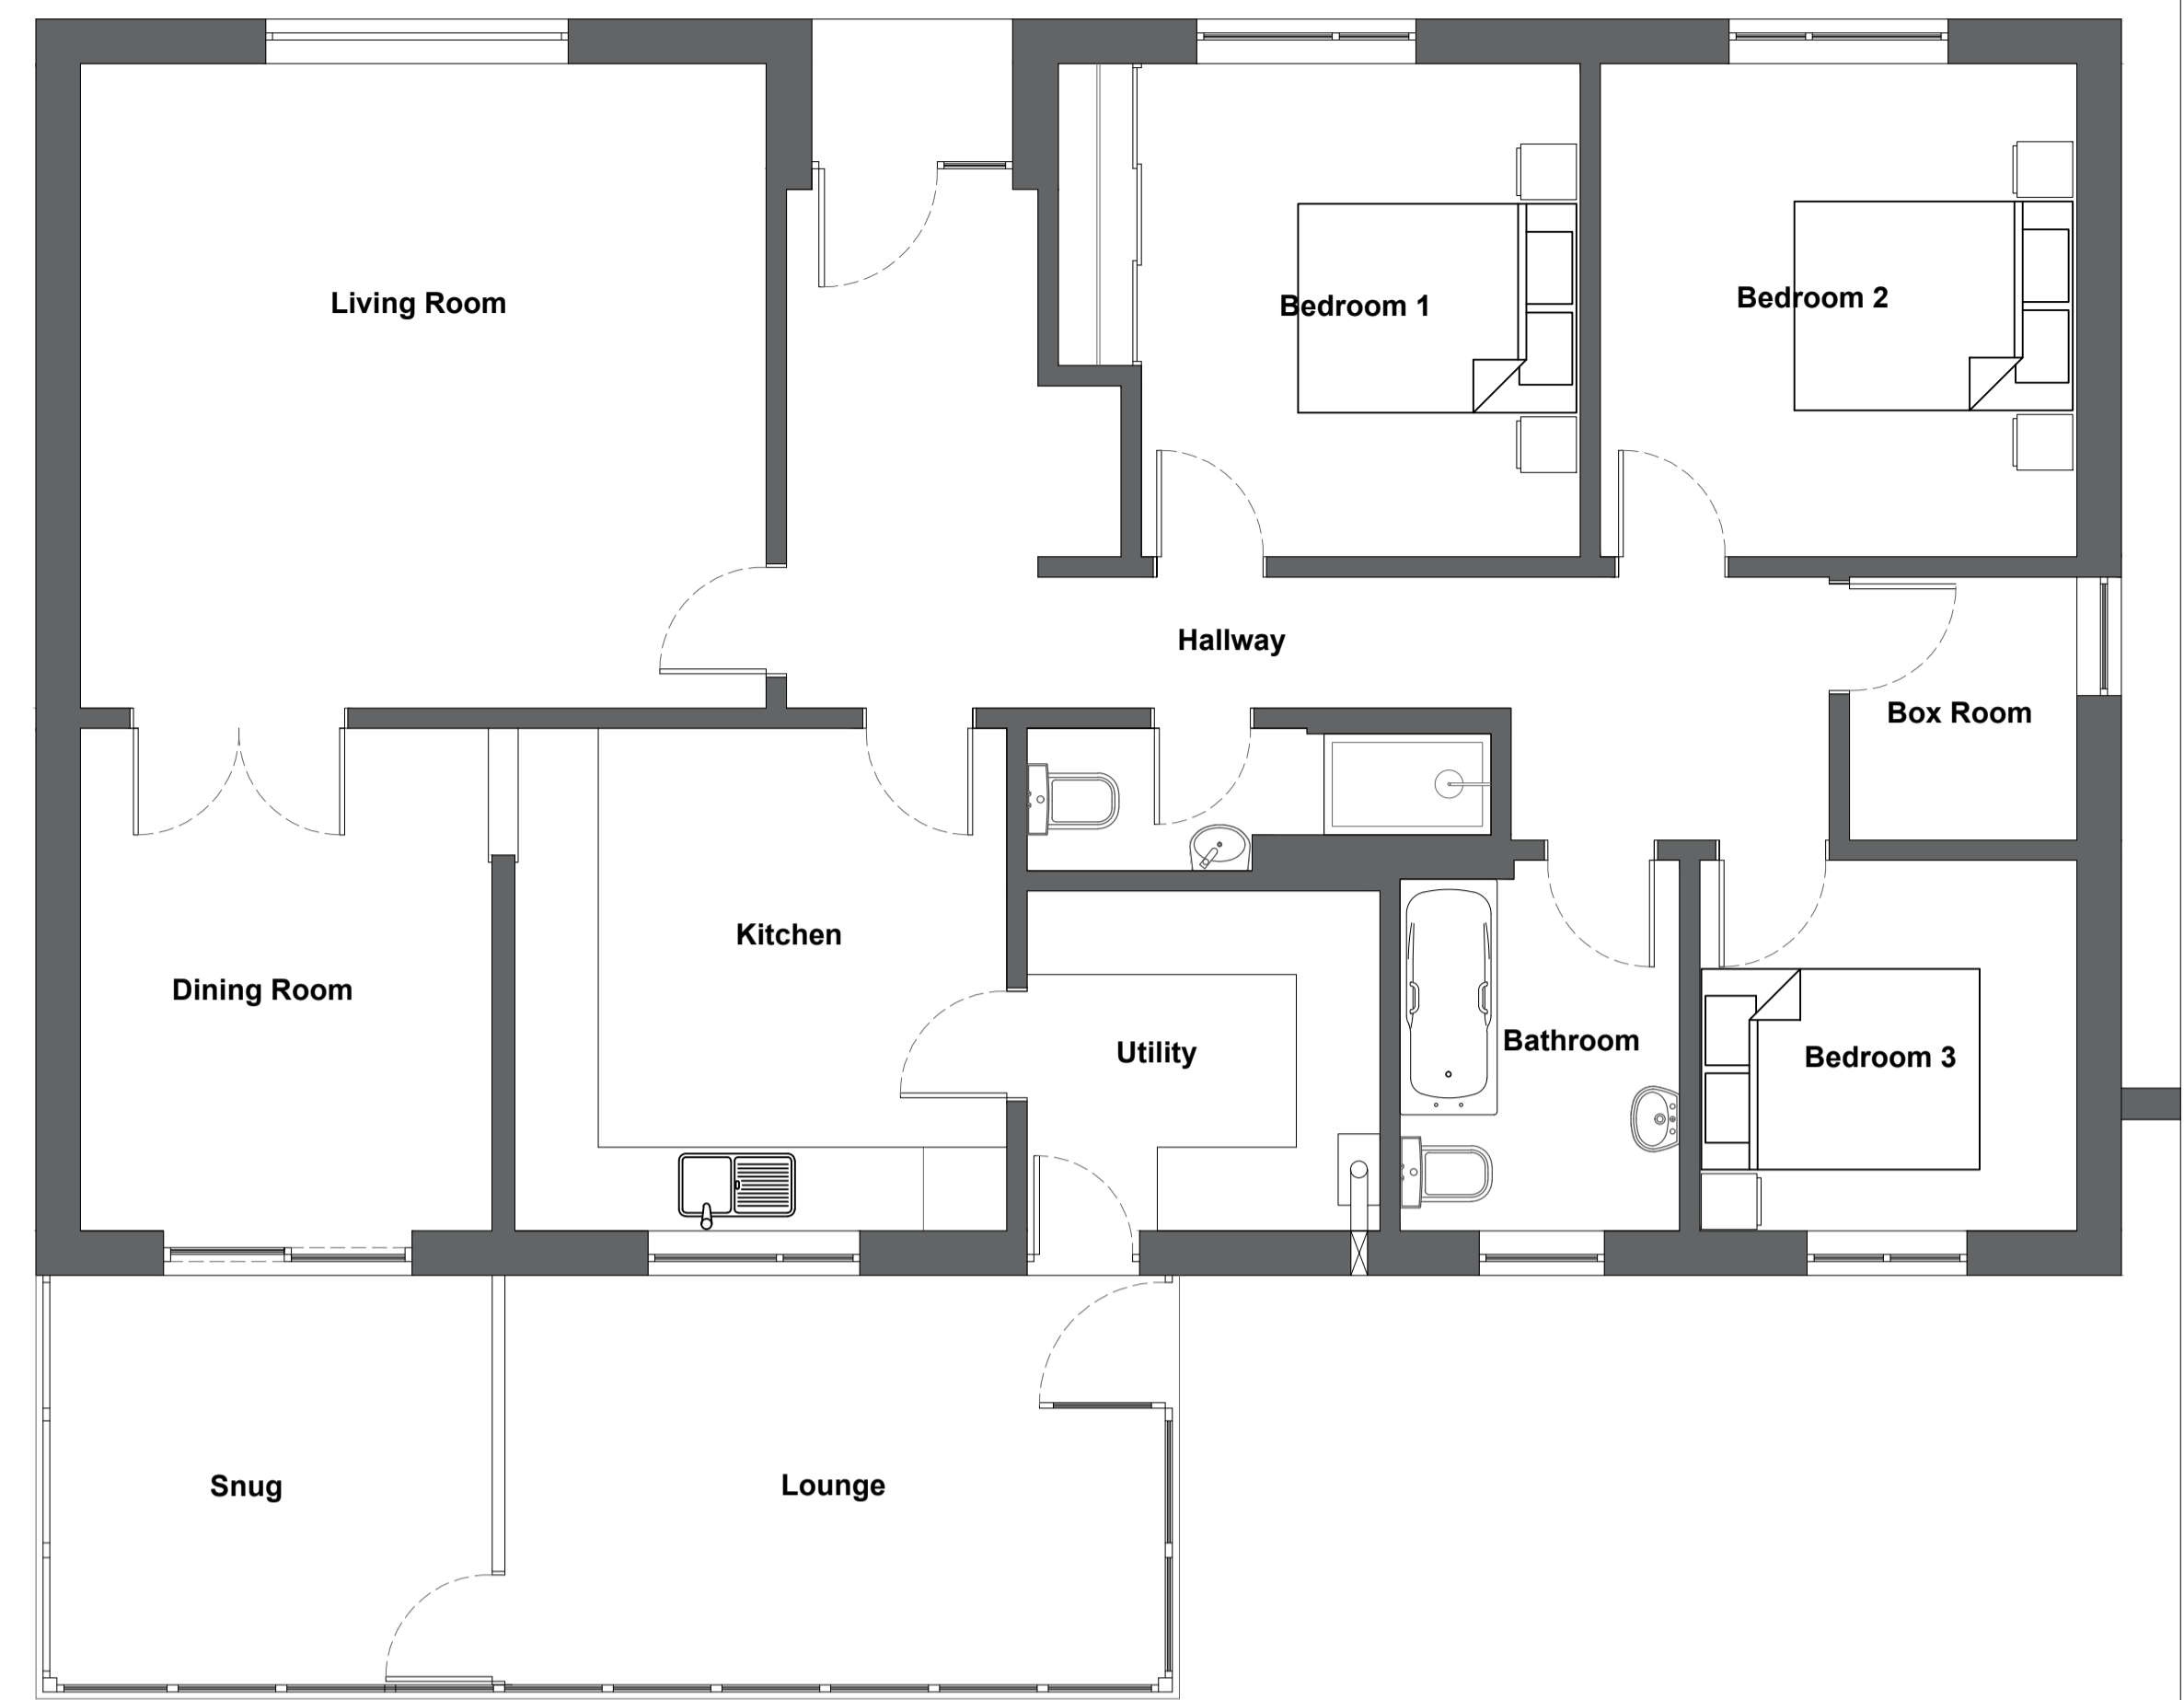 Living Room
Bedroom 1
Bedroom 2
Hallway
Box Room
Kitchen
Dining Room
Utility
Bathroom
Bedroom 3
Snug
Lounge